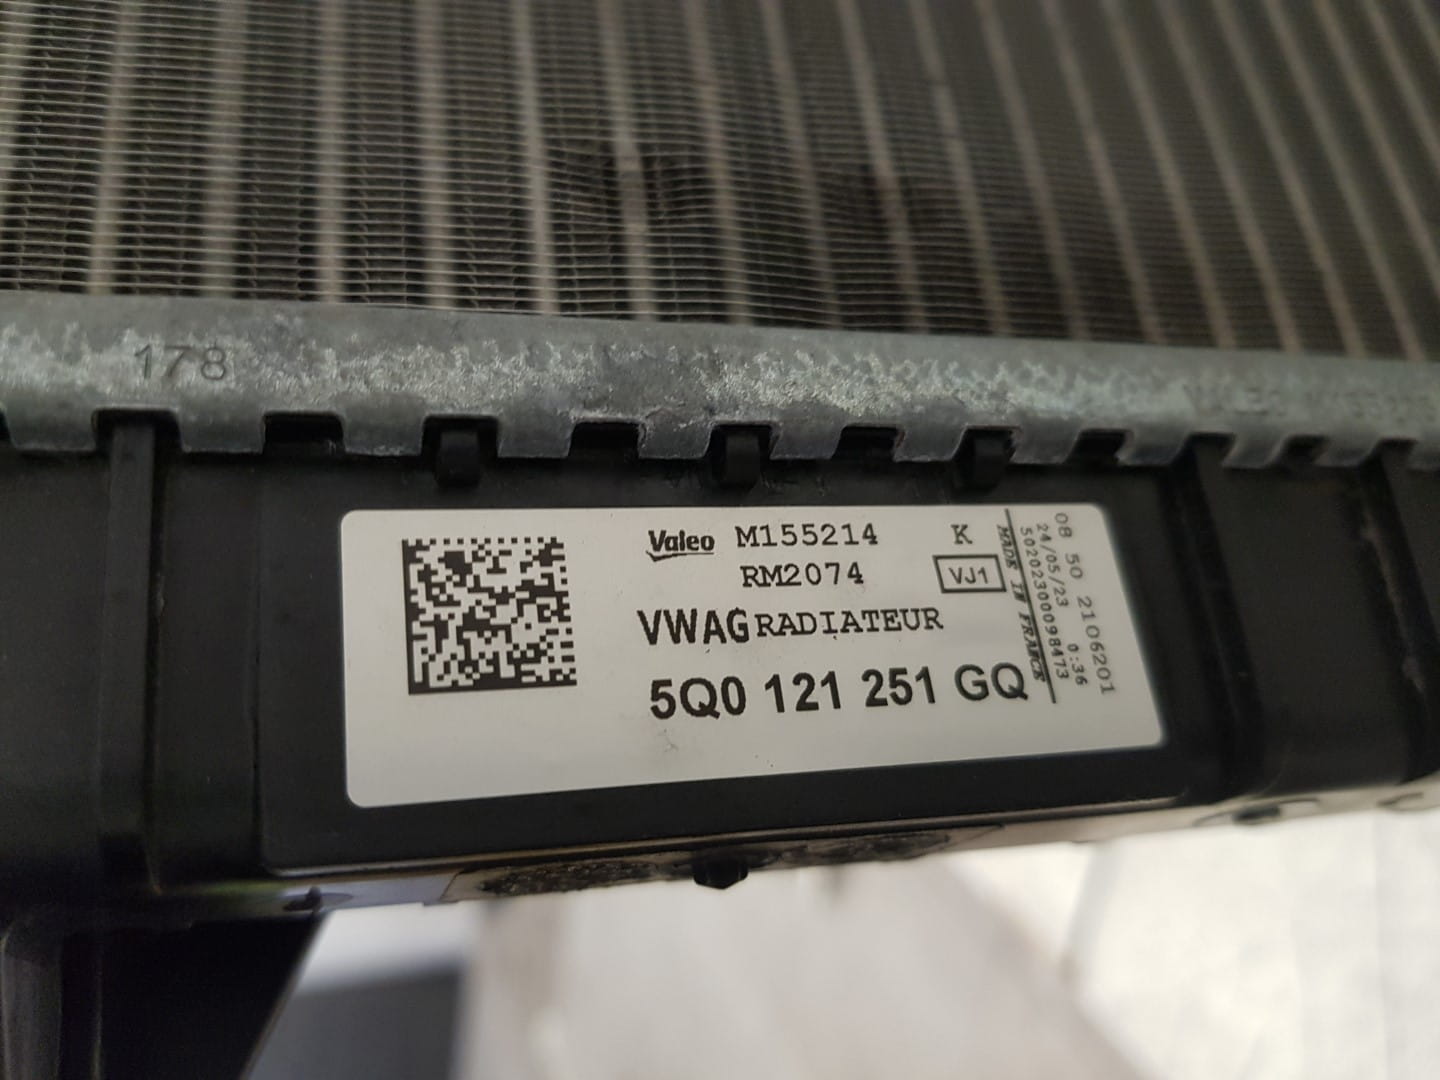 178
Valeo M155214 K
RM2074 VJ1
VWAG RADIATEUR
5Q0 121 251 GQ
MADE IN FRANCE
50202300098473
24/05/23 0:36
08 50 2106201